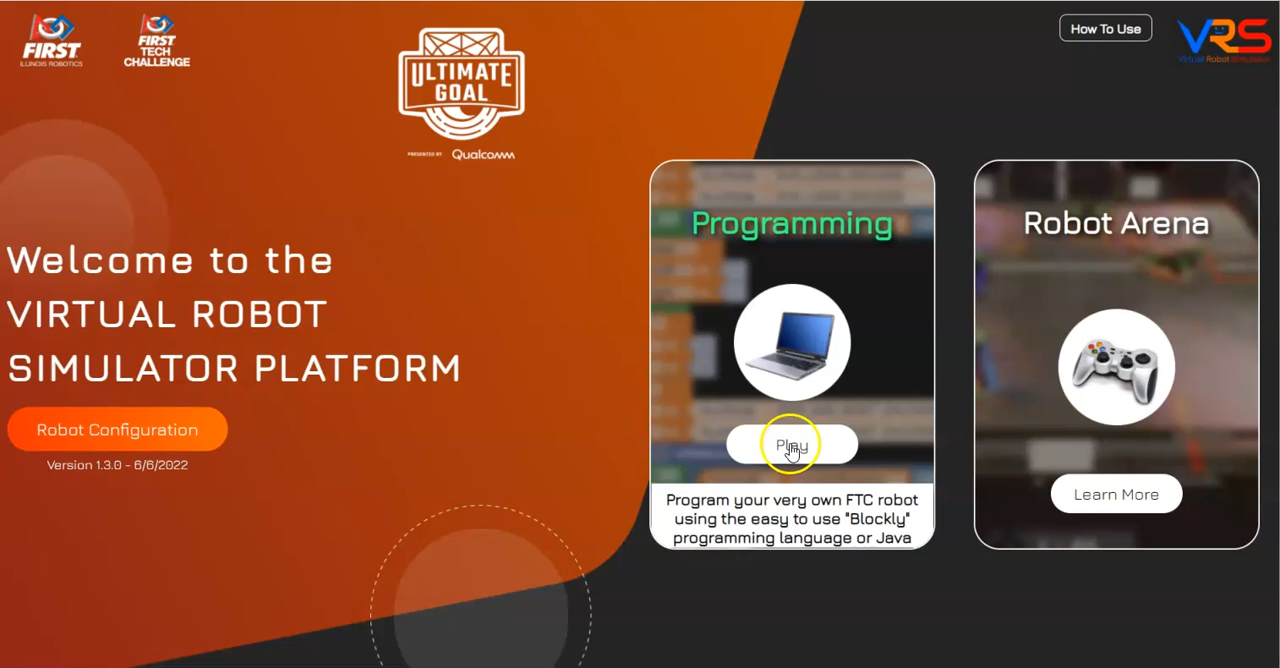 FIRST
ILLINOIS ROBOTICS
FIRST
TECH
CHALLENGE
ULTIMATE
GOAL
PRESENTED BY Qualcomm
How To Use
VRS
Virtual Robot Simulator
Welcome to the
VIRTUAL ROBOT
SIMULATOR PLATFORM
Robot Configuration
Version 1.3.0 - 6/6/2022
Programming
Play
Program your very own FTC robot
using the easy to use "Blockly"
programming language or Java
Robot Arena
Learn More